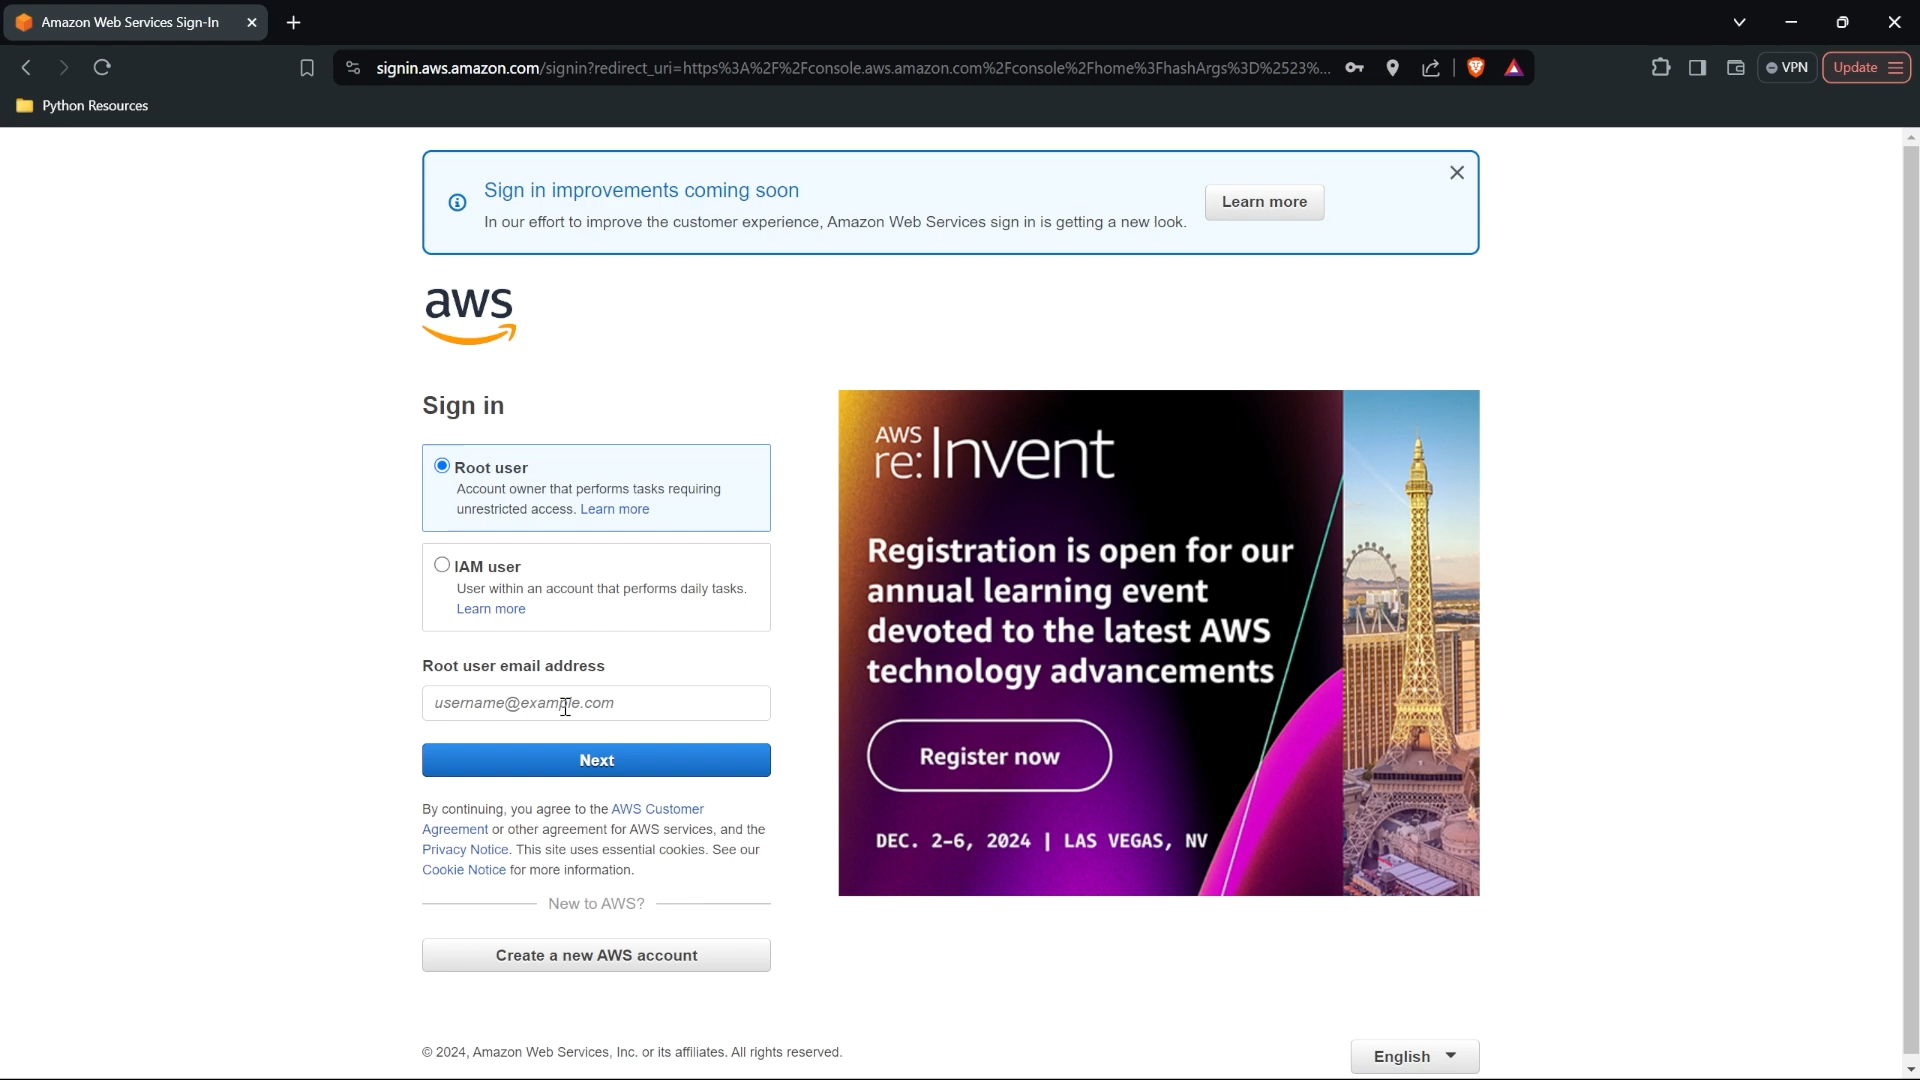 Amazon Web Services Sign-In
signin.aws.amazon.com/signin?redirect_uri=https%3A%2F%2Fconsole.aws.amazon.com%2Fconsole%2Fhome%3FhashArgs%3D%2523%...
VPN
Update
Python Resources
Sign in improvements coming soon
In our effort to improve the customer experience, Amazon Web Services sign in is getting a new look.
Learn more
aws
Sign in
Root user
Account owner that performs tasks requiring
unrestricted access. Learn more
IAM user
User within an account that performs daily tasks.
Learn more
Root user email address
username@example.com
Next
By continuing, you agree to the AWS Customer
Agreement or other agreement for AWS services, and the
Privacy Notice. This site uses essential cookies. See our
Cookie Notice for more information.
New to AWS?
Create a new AWS account
AWS
re:Invent
Registration is open for our
annual learning event
devoted to the latest AWS
technology advancements
Register now
DEC. 2-6, 2024 | LAS VEGAS, NV
© 2024, Amazon Web Services, Inc. or its affiliates. All rights reserved.
English